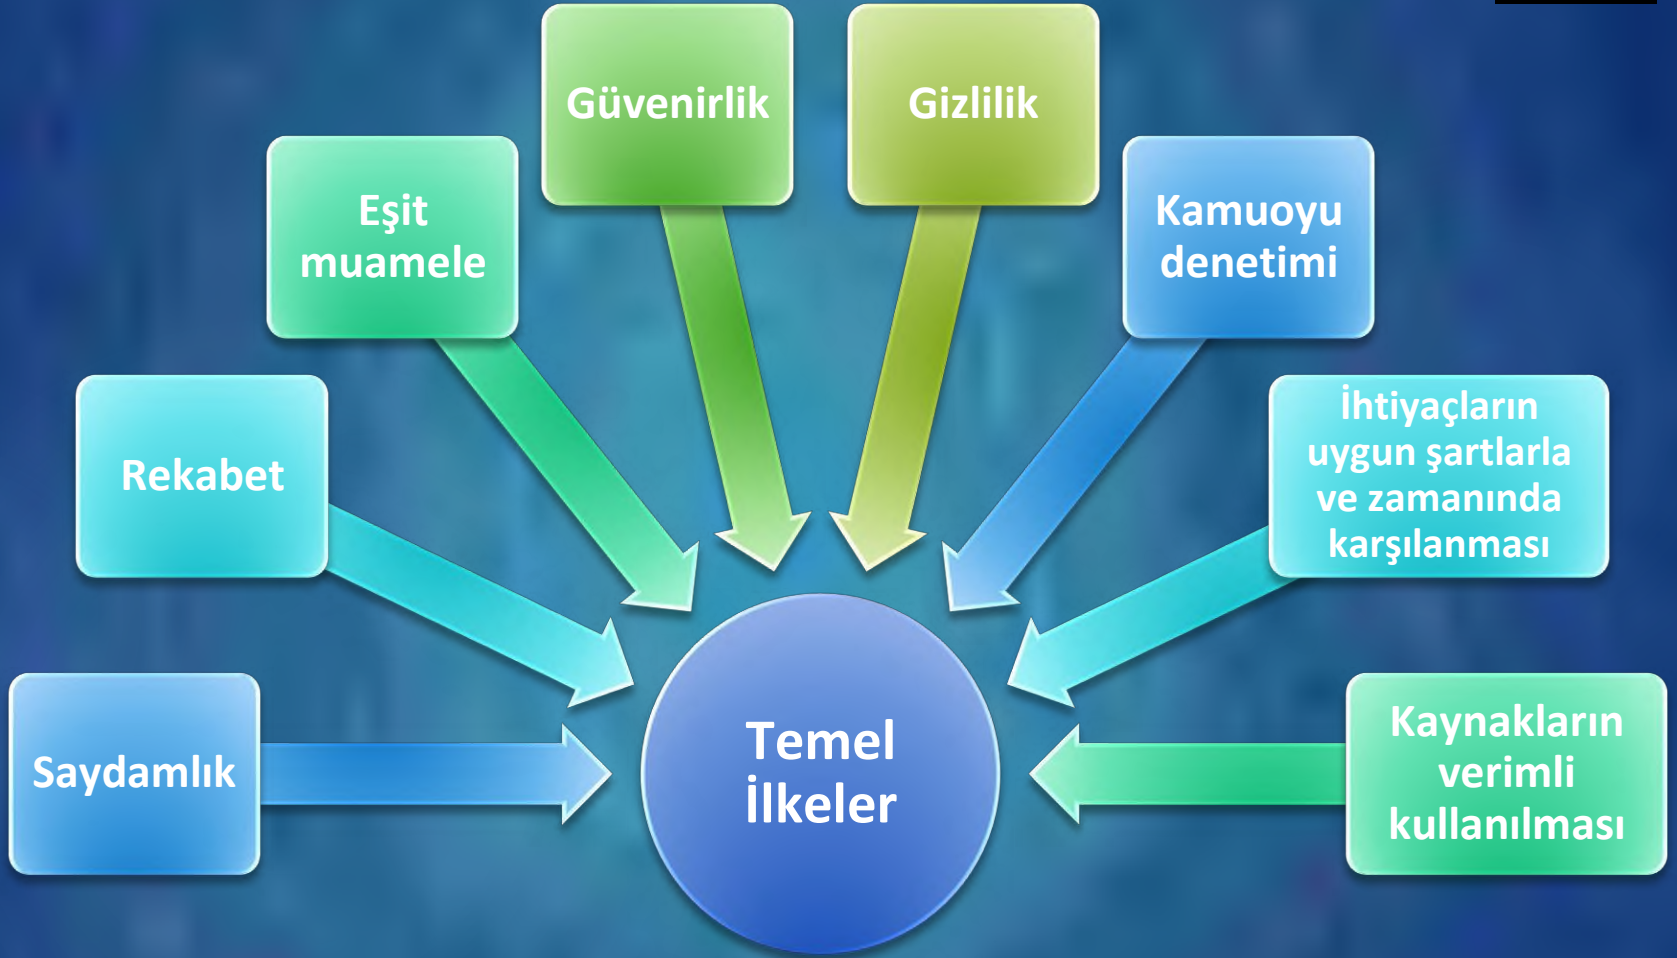 Güvenirlik
Gizlilik
Eşit
muamele
Kamuoyu
denetimi
Rekabet
İhtiyaçların
uygun şartlarla
ve zamanında
karşılanması
Saydamlık
Temel
İlkeler
Kaynakların
verimli
kullanılması